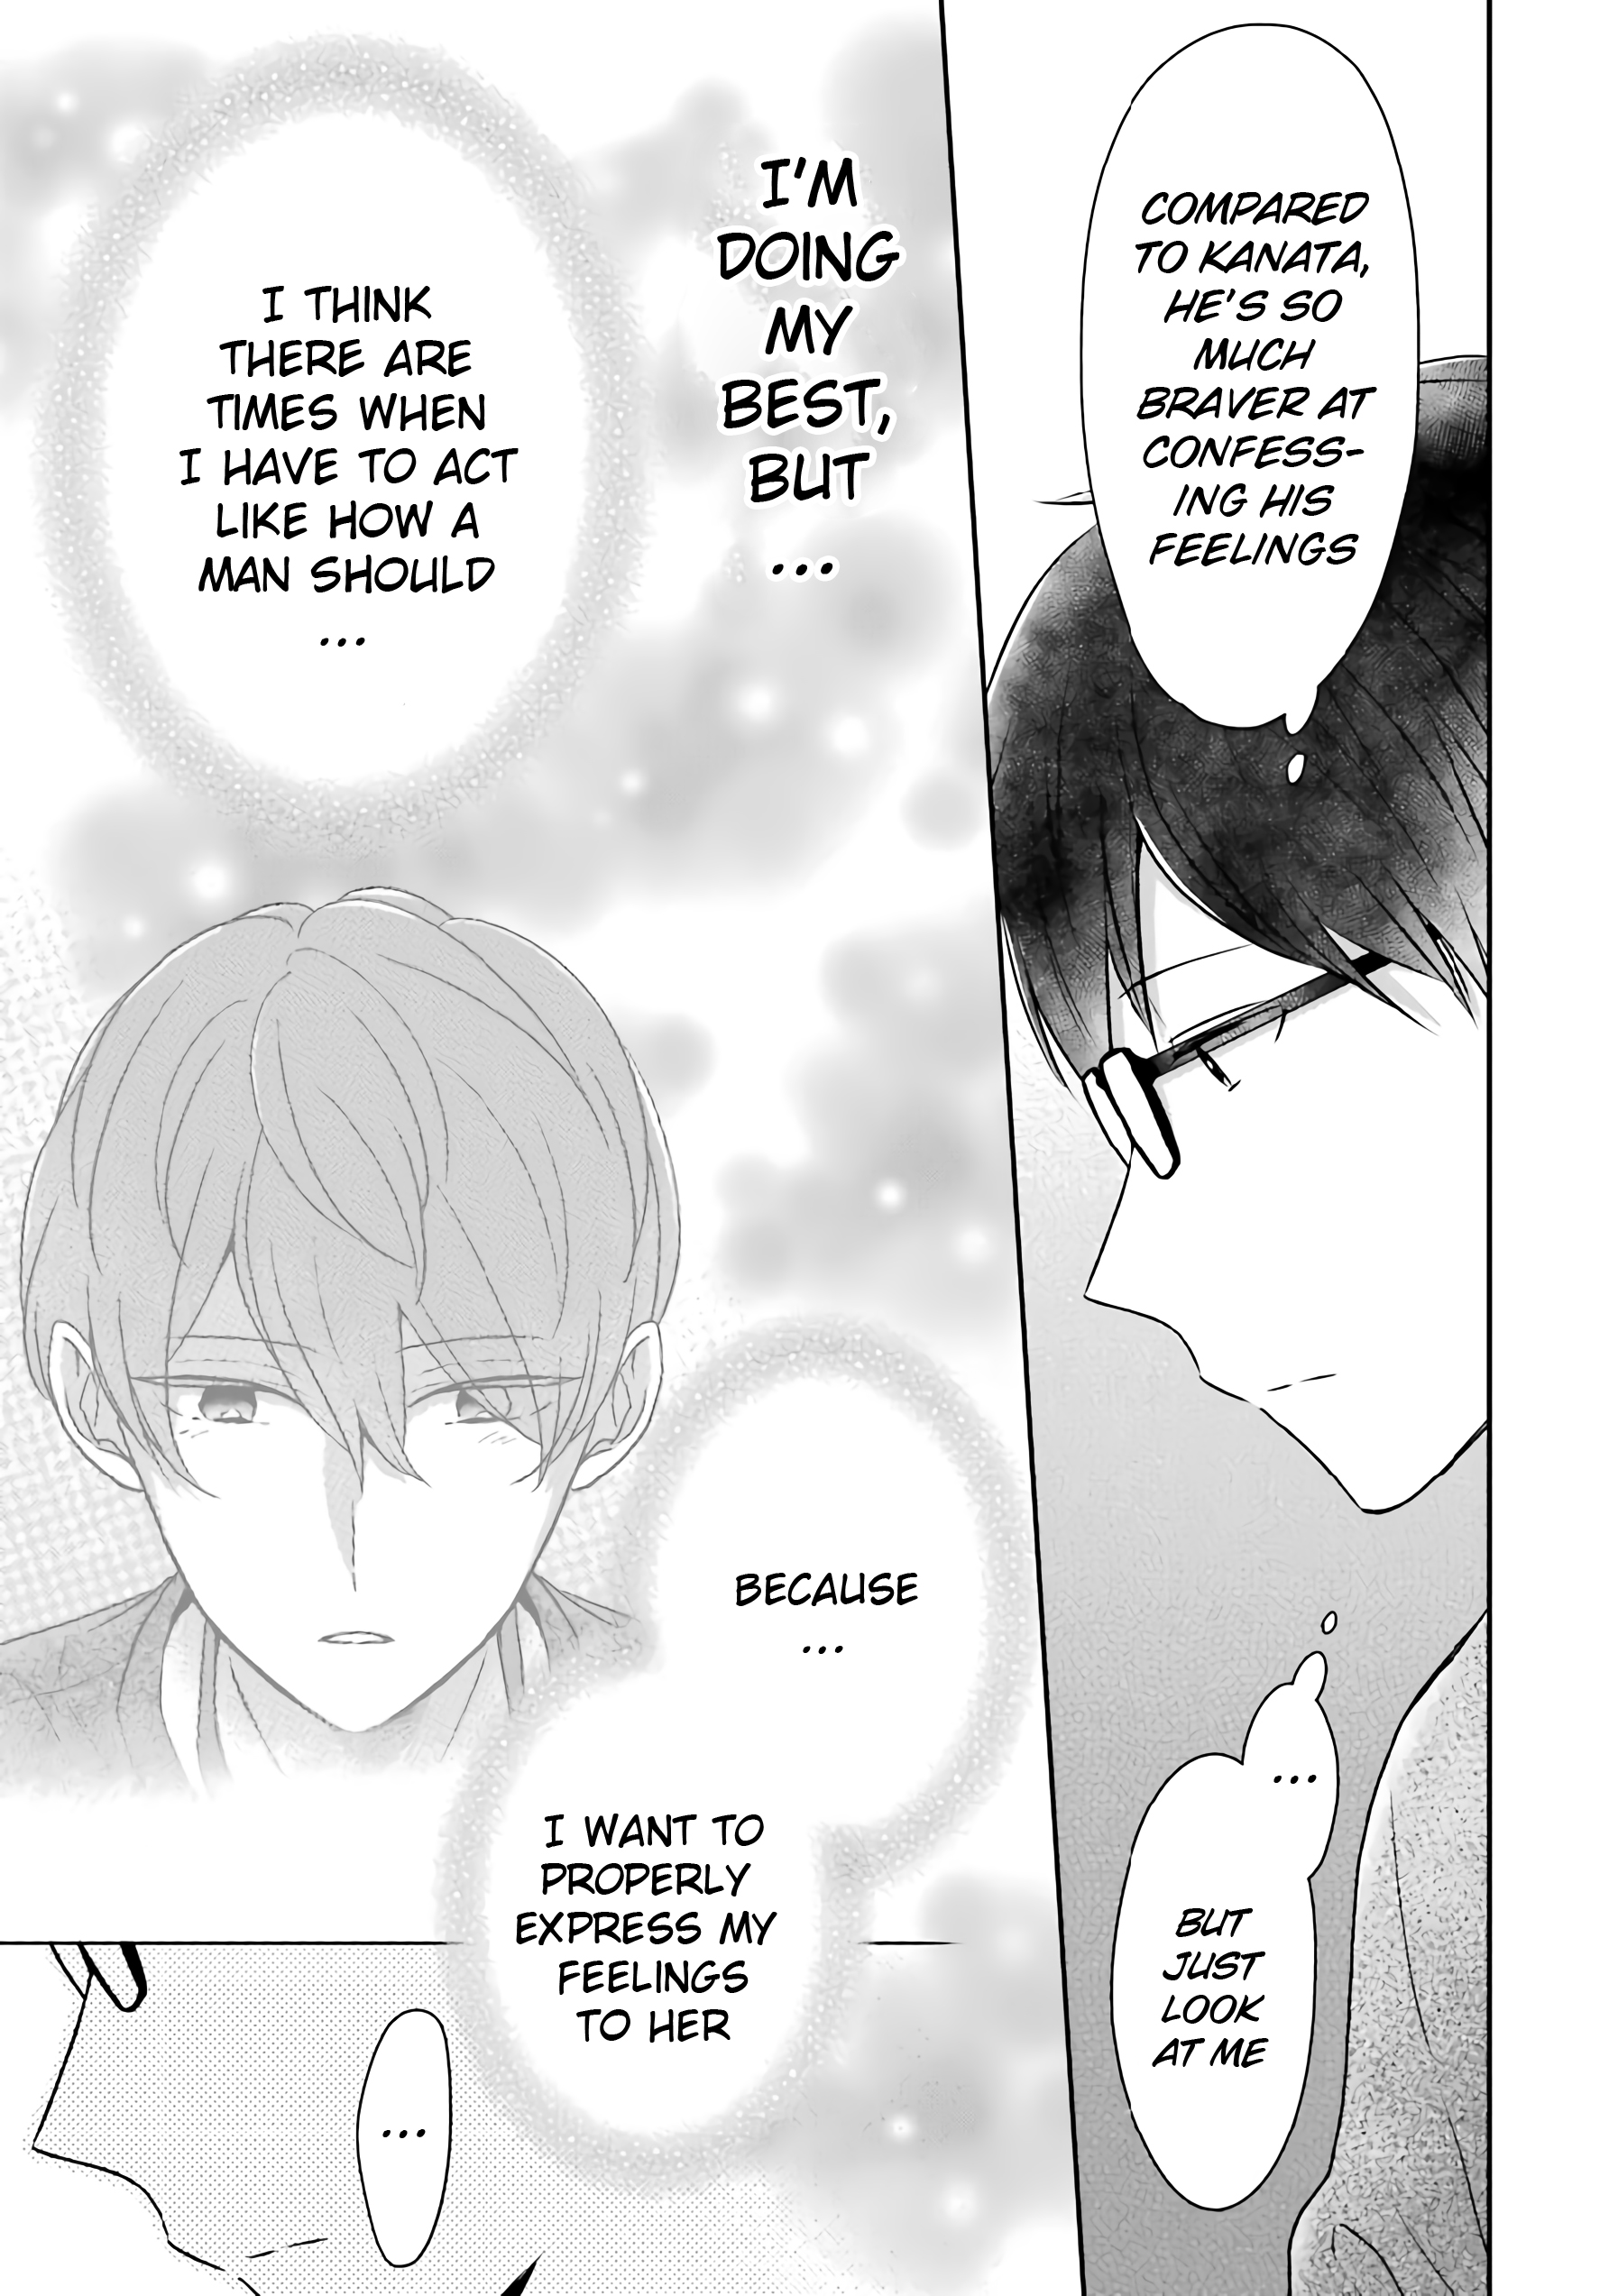 COMPARED
TO KANATA,
HE'S SO
MUCH
BRAVER AT
CONFESS-
ING HIS
FEELINGS
...
BUT
JUST
LOOK
AT ME
I'M
DOING
MY
BEST,
BUT
...
I THINK
THERE ARE
TIMES WHEN
I HAVE TO ACT
LIKE HOW A
MAN SHOULD
...
BECAUSE
...
I WANT TO
PROPERLY
EXPRESS MY
FEELINGS
TO HER
...